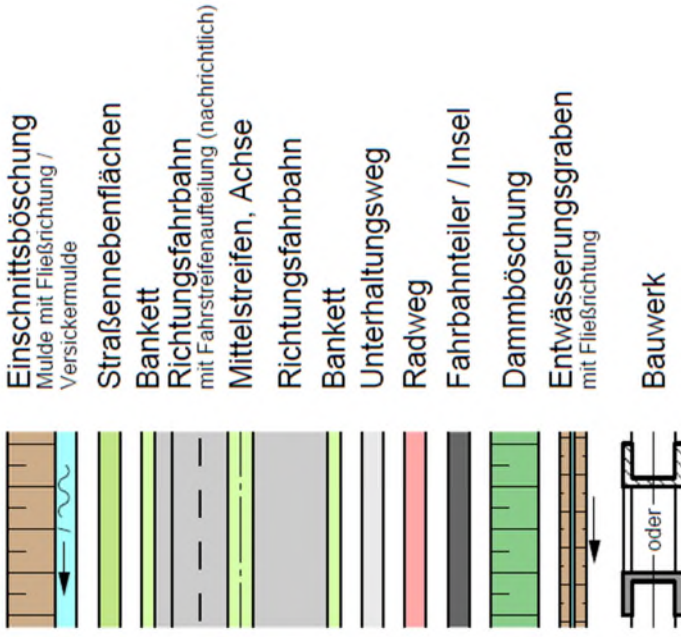 Einschnittsböschung
Mulde mit Fließrichtung /
Versickermulde
Straßennebenflächen
Bankett
Richtungsfahrbahn
mit Fahrstreifenaufteilung (nachrichtlich)
Mittelstreifen, Achse
Richtungsfahrbahn
Bankett
Unterhaltungsweg
Radweg
Fahrbahnteiler / Insel
Dammböschung
Entwässerungsgraben
mit Fließrichtung
Bauwerk
/
oder